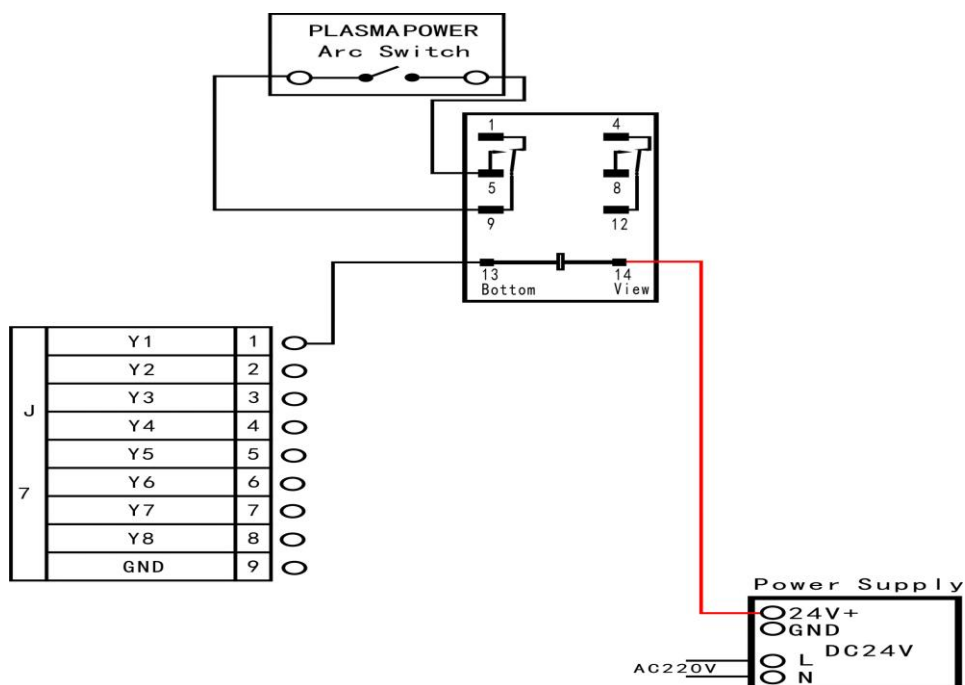 PLASMAPOWER
Arc Switch
1 4
5 8
9 12
13 14
Bottom View
J7
Y1 1
Y2 2
Y3 3
Y4 4
Y5 5
Y6 6
Y7 7
Y8 8
GND 9
Power Supply
24V+
GND
DC24V
AC220V
L
N